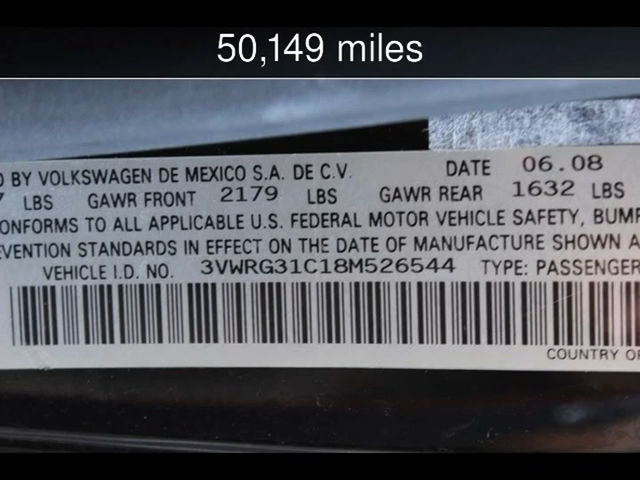 50,149 miles
BY VOLKSWAGEN DE MEXICO S.A. DE C.V. DATE 06.08
LBS GAWR FRONT 2179 LBS GAWR REAR 1632 LBS
CONFORMS TO ALL APPLICABLE U.S. FEDERAL MOTOR VEHICLE SAFETY, BUMP
EVENTION STANDARDS IN EFFECT ON THE DATE OF MANUFACTURE SHOWN A
VEHICLE I.D. NO. 3VWRG31C18M526544 TYPE: PASSENGER
COUNTRY OF